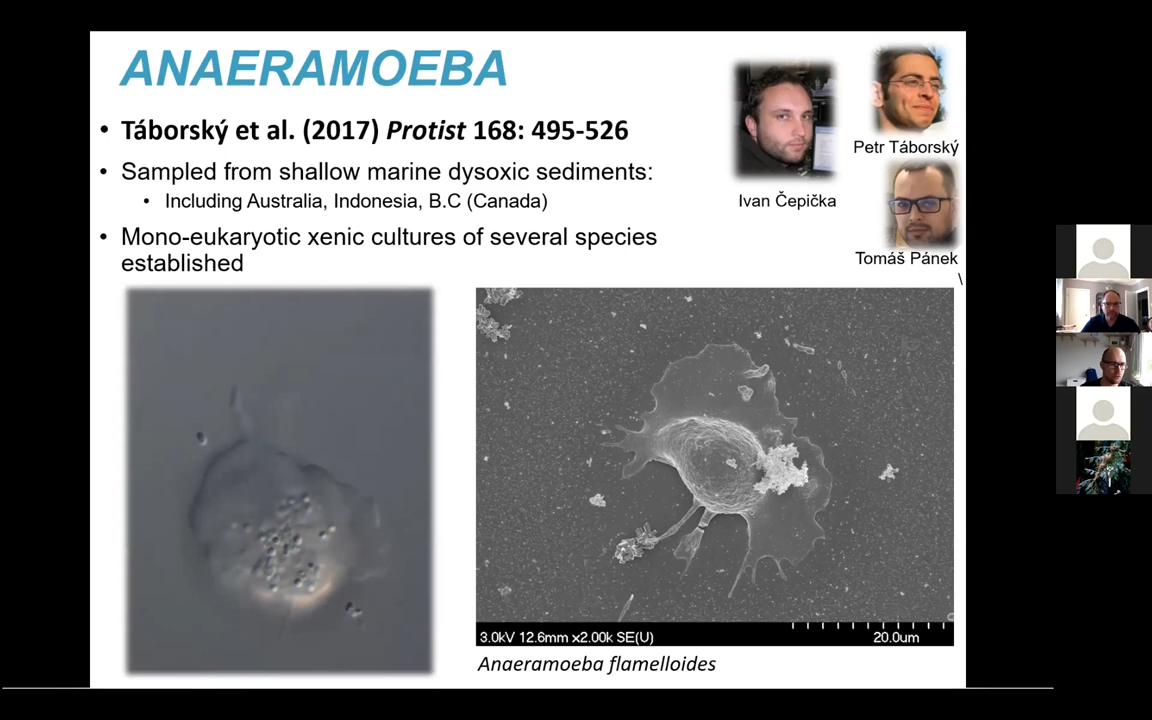 ANAERAMOEBA
• Táborský et al. (2017) Protist 168: 495-526
• Sampled from shallow marine dysoxic sediments:
• Including Australia, Indonesia, B.C (Canada)
• Mono-eukaryotic xenic cultures of several species
established
Petr Táborský
Ivan Čepička
Tomáš Pánek
\
3.0kV 12.6mm x2.00k SE(U)
20.0um
Anaeramoeba flamelloides